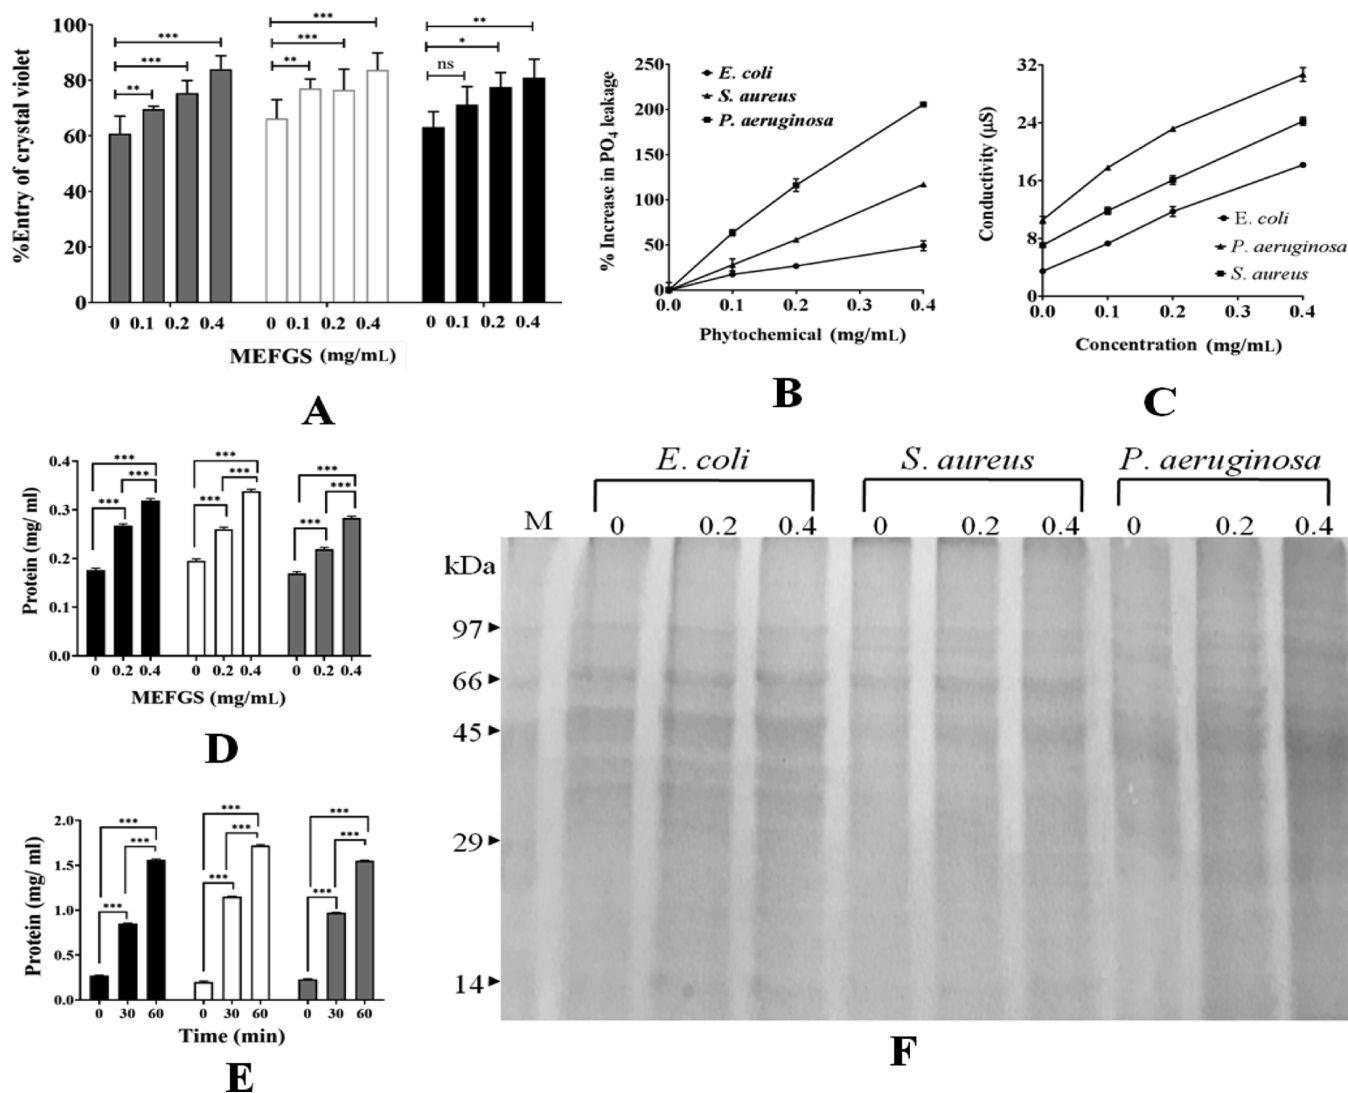 ***
***
**
***
***
**
**
*
ns
100
80
60
40
20
0
%Entry of crystal violet
0 0.1 0.2 0.4 0 0.1 0.2 0.4 0 0.1 0.2 0.4
MEFGS (mg/mL)
A
250
200
150
100
50
0
% Increase in PO4 leakage
E. coli
S. aureus
P. aeruginosa
0.0 0.1 0.2 0.4
Phytochemical (mg/mL)
B
32
24
16
8
0
Conductivity (µS)
E. coli
P. aeruginosa
S. aureus
0.0 0.1 0.2 0.4
Concentration (mg/mL)
C
0.4
0.3
0.2
0.1
0.0
Protein (mg/ ml)
***
***
***
***
***
***
***
***
***
0 0.2 0.4 0 0.2 0.4 0 0.2 0.4
MEFGS (mg/mL)
D
2.0
1.5
1.0
0.5
0.0
Protein (mg/ ml)
***
***
***
***
***
***
***
***
***
0 30 60 0 30 60 0 30 60
Time (min)
E
E. coli S. aureus P. aeruginosa
M 0 0.2 0.4 0 0.2 0.4 0 0.2 0.4
kDa
97
66
45
29
14
F